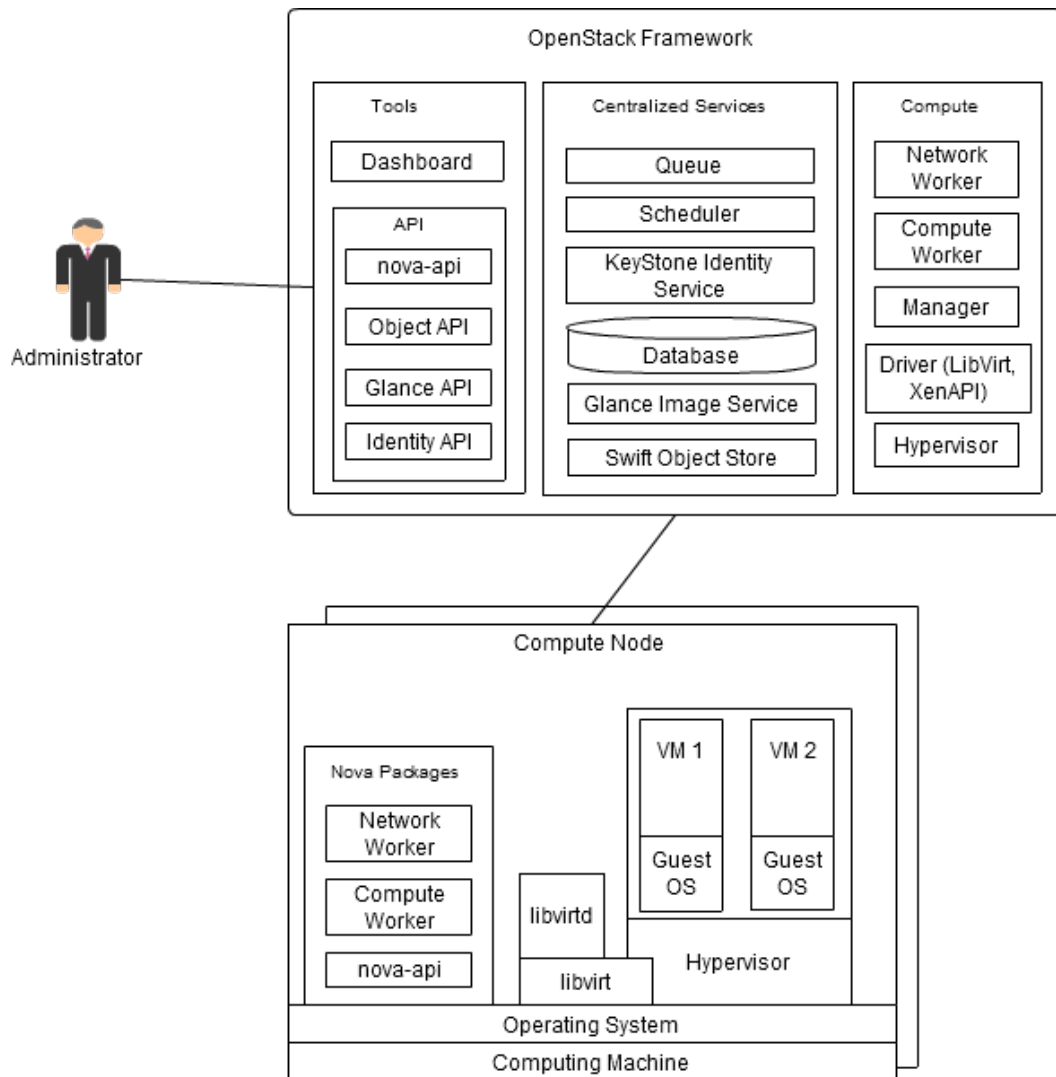 OpenStack Framework
Tools
Dashboard
API
nova-api
Object API
Glance API
Identity API
Centralized Services
Queue
Scheduler
KeyStone Identity
Service
Database
Glance Image Service
Swift Object Store
Compute
Network
Worker
Compute
Worker
Manager
Driver (LibVirt,
XenAPI)
Hypervisor
Administrator
Compute Node
Nova Packages
Network
Worker
Compute
Worker
nova-api
libvirtd
libvirt
VM 1
Guest
OS
VM 2
Guest
OS
Hypervisor
Operating System
Computing Machine